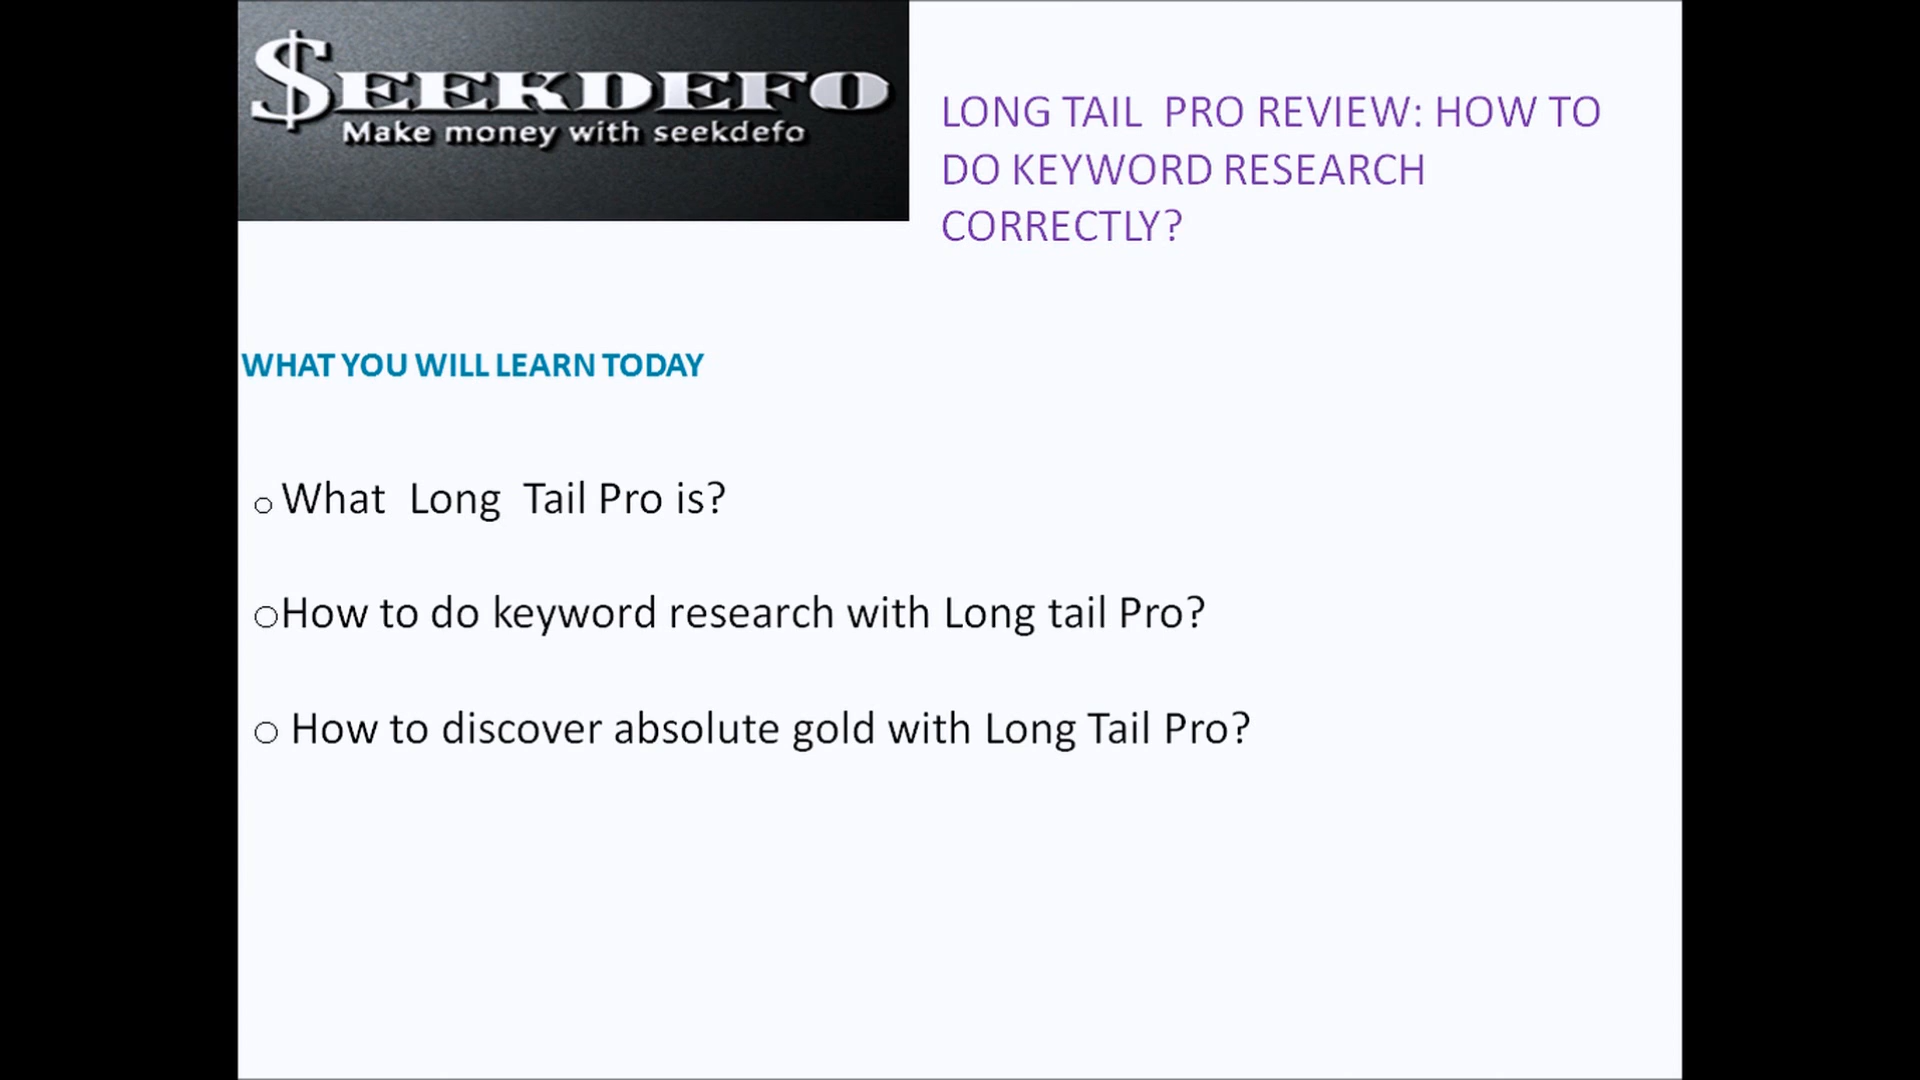 $EEKDEFO
Make money with seekdefo
LONG TAIL PRO REVIEW: HOW TO
DO KEYWORD RESEARCH
CORRECTLY?
WHAT YOU WILL LEARN TODAY
What Long Tail Pro is?
How to do keyword research with Long tail Pro?
How to discover absolute gold with Long Tail Pro?